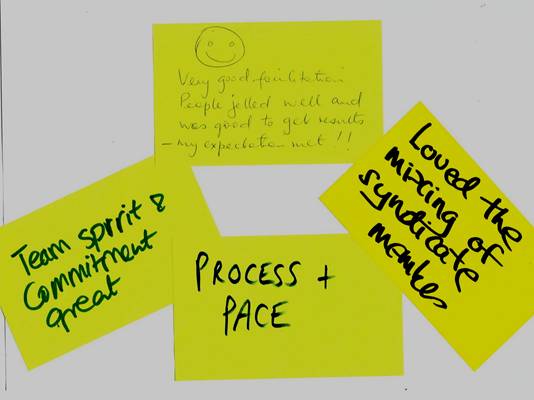 Very good facilitation
People jelled well and
was good to get results
- my expectation met !!
Team spirit &
Commitment
great
PROCESS +
PACE
Loved the
mixing of
syndicate
members